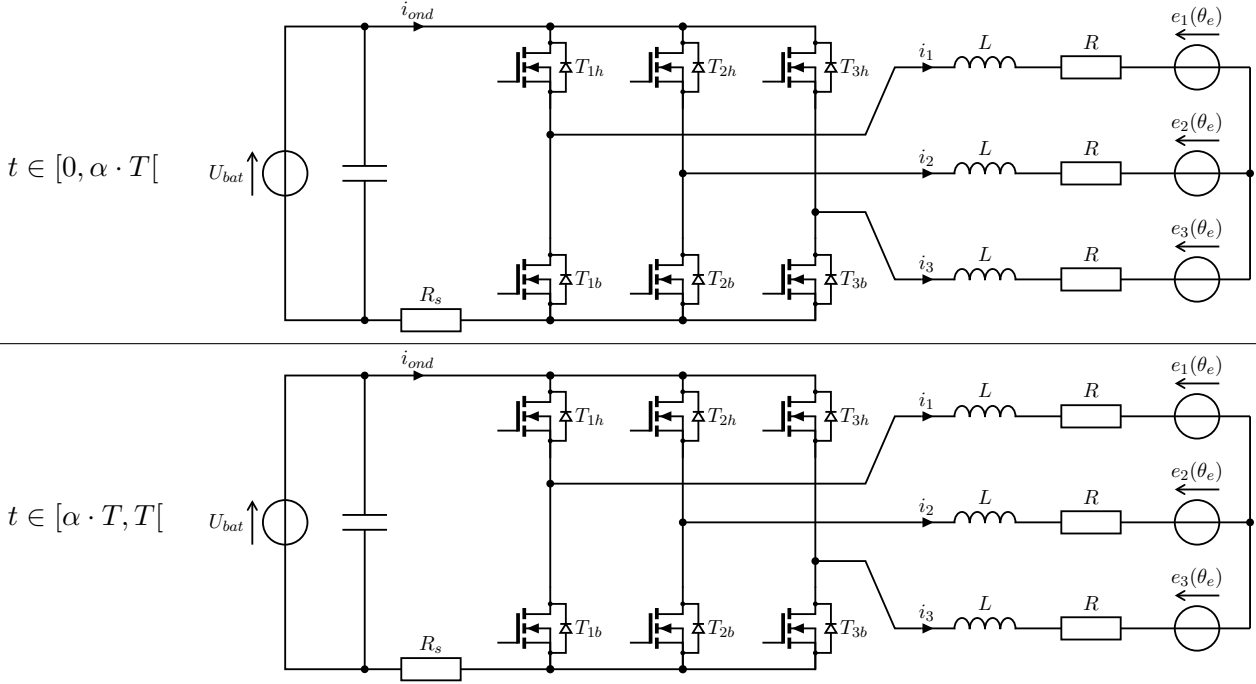 i_ond
e_1(θ_e)
T_1h
T_2h
T_3h
i_1
L
R
e_2(θ_e)
t ∈ [0, α · T[
U_bat
i_2
L
R
e_3(θ_e)
i_3
L
R
T_1b
T_2b
T_3b
R_s
i_ond
e_1(θ_e)
T_1h
T_2h
T_3h
i_1
L
R
e_2(θ_e)
t ∈ [α · T, T[
U_bat
i_2
L
R
e_3(θ_e)
i_3
L
R
T_1b
T_2b
T_3b
R_s